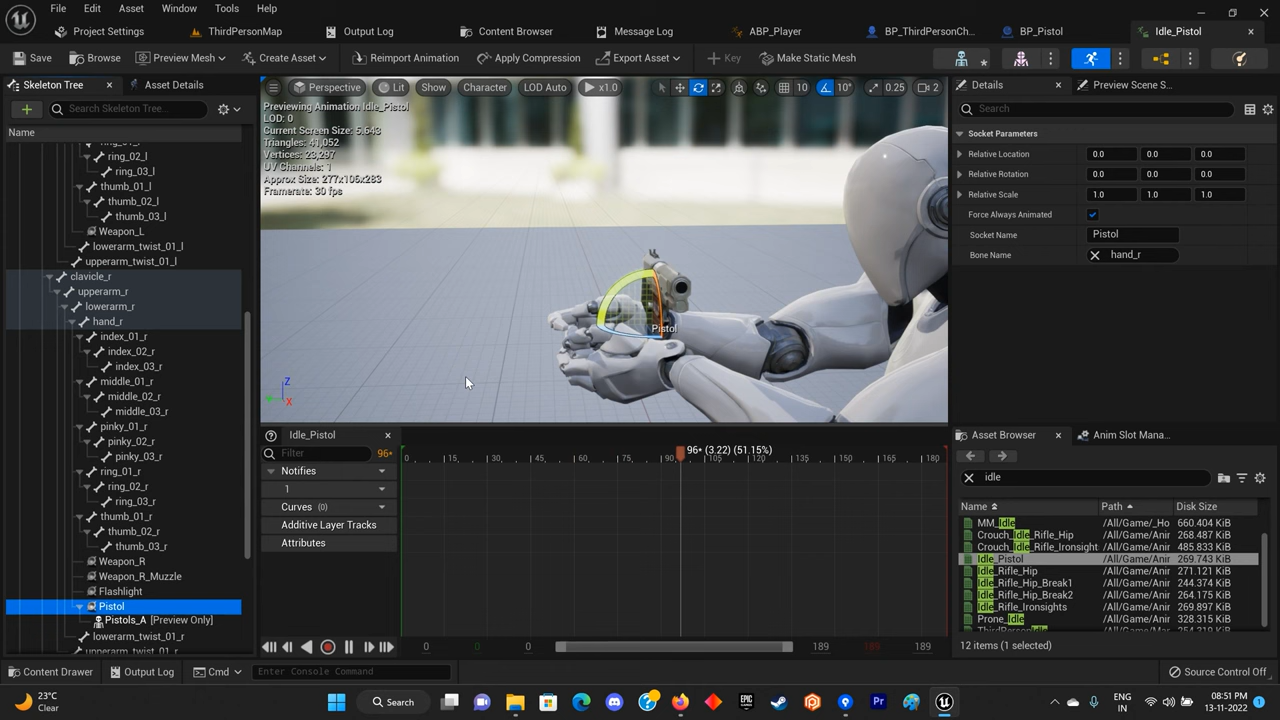 File Edit Asset Window Tools Help
Project Settings ThirdPersonMap Output Log Content Browser Message Log ABP_Player BP_ThirdPersonCh... BP_Pistol Idle_Pistol
Save Browse Preview Mesh Create Asset Reimport Animation Apply Compression Export Asset Key Make Static Mesh
Skeleton Tree Asset Details
Search Skeleton Tree...
Name
ring_02_l
ring_03_l
thumb_01_l
thumb_02_l
thumb_03_l
Weapon_L
lowerarm_twist_01_l
upperarm_twist_01_l
clavicle_r
upperarm_r
lowerarm_r
hand_r
index_01_r
index_02_r
index_03_r
middle_01_r
middle_02_r
middle_03_r
pinky_01_r
pinky_02_r
pinky_03_r
ring_01_r
ring_02_r
ring_03_r
thumb_01_r
thumb_02_r
thumb_03_r
Weapon_R
Weapon_R_Muzzle
Flashlight
Pistol
Pistols_A [Preview Only]
lowerarm_twist_01_r
upperarm_twist_01_r
Perspective Lit Show Character LOD Auto x1.0 10 10° 0.25 2
Previewing Animation Idle_Pistol
LOD: 0
Current Screen Size: 5.643
Triangles: 41,052
Vertices: 23,297
UV Channels: 1
Approx Size: 277x106x283
Framerate: 30 fps
Pistol
Z
X
Idle_Pistol
Filter 96+
Notifies
1
Curves (0)
Additive Layer Tracks
Attributes
96+ (3.22) (51.15%)
0 15 30 45 60 75 90 105 120 135 150 165 180
0 0 0 189 189 189
Details Preview Scene S...
Search
Socket Parameters
Relative Location 0.0 0.0 0.0
Relative Rotation 0.0 0.0 0.0
Relative Scale 1.0 1.0 1.0
Force Always Animated
Socket Name Pistol
Bone Name hand_r
Asset Browser Anim Slot Mana...
idle
Name Path Disk Size
MM_Idle /All/Game/_Ho 660.404 KiB
Crouch_Idle_Rifle_Hip /All/Game/Anir 268.487 KiB
Crouch_Idle_Rifle_Ironsight /All/Game/Anir 485.833 KiB
Idle_Pistol /All/Game/Anir 269.743 KiB
Idle_Rifle_Hip /All/Game/Anir 271.121 KiB
Idle_Rifle_Hip_Break1 /All/Game/Anir 244.374 KiB
Idle_Rifle_Hip_Break2 /All/Game/Anir 264.175 KiB
Idle_Rifle_Ironsights /All/Game/Anir 269.897 KiB
Prone_Idle /All/Game/Anir 328.315 KiB
12 items (1 selected)
Content Drawer Output Log Cmd Enter Console Command Source Control Off
23°C
Clear
Search
ENG
IN
08:51 PM
13-11-2022